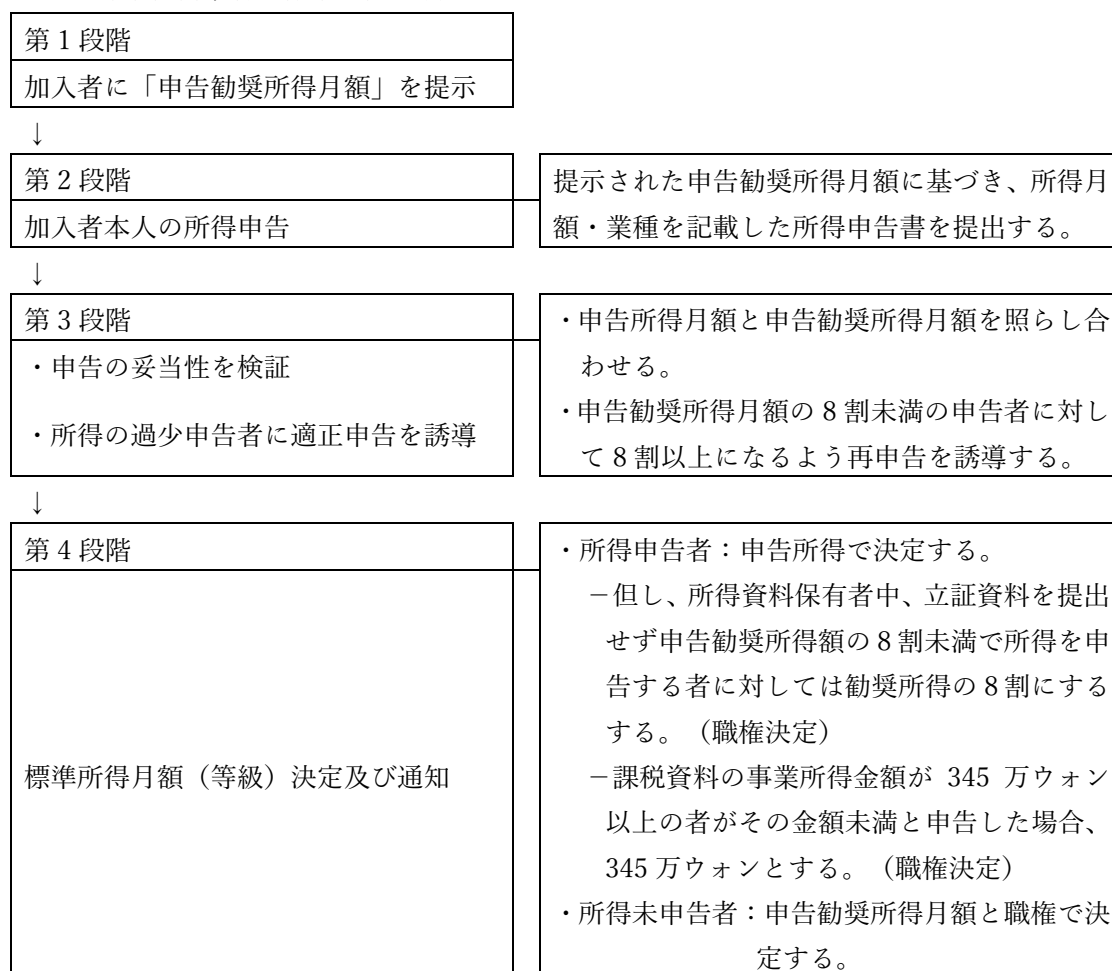 第1段階
加入者に「申告勧奨所得月額」を提示
↓
第2段階
加入者本人の所得申告
提示された申告勧奨所得月額に基づき、所得月
額・業種を記載した所得申告書を提出する。
↓
第3段階
・申告の妥当性を検証
・所得の過少申告者に適正申告を誘導
・申告所得月額と申告勧奨所得月額を照らし合
わせる。
・申告勧奨所得月額の8割未満の申告者に対し
て8割以上になるよう再申告を誘導する。
↓
第4段階
標準所得月額（等級）決定及び通知
・所得申告者：申告所得で決定する。
－但し、所得資料保有者中、立証資料を提出
せず申告勧奨所得額の8割未満で所得を申
告する者に対しては勧奨所得の8割にする
する。（職権決定）
－課税資料の事業所得金額が 345 万ウォン
以上の者がその金額未満と申告した場合、
345 万ウォンとする。（職権決定）
・所得未申告者：申告勧奨所得月額と職権で決
定する。